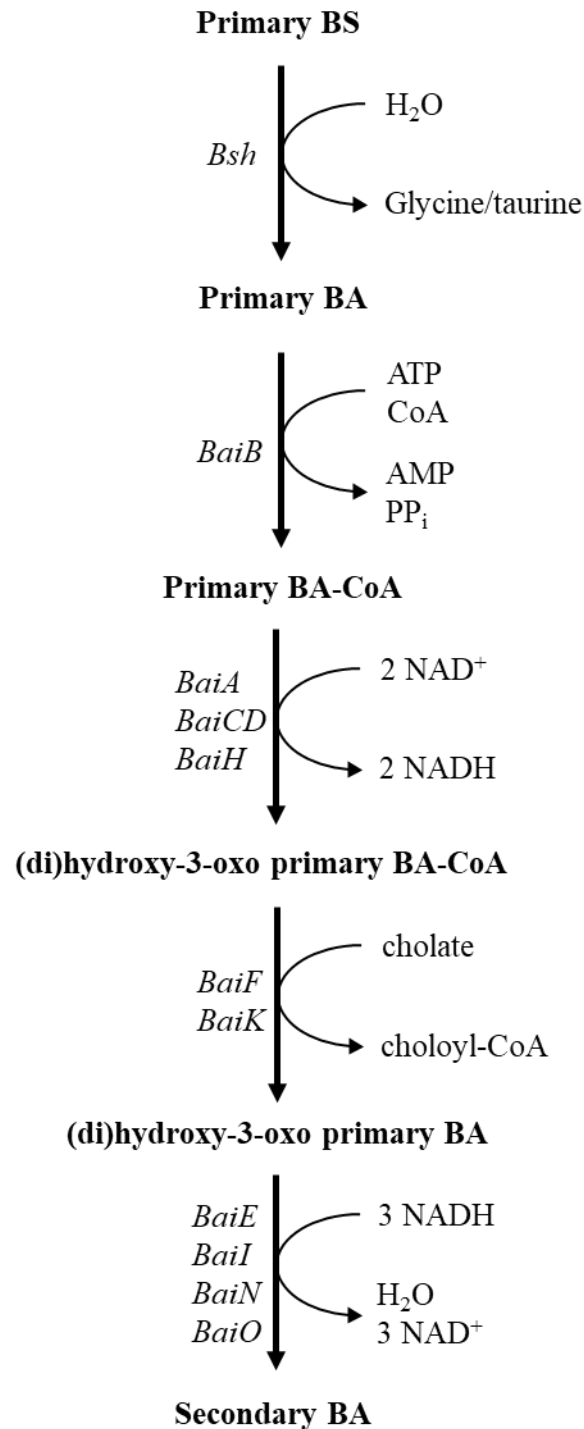 Primary BS
H₂O
Bsh
Glycine/taurine
Primary BA
ATP
CoA
BaiB
AMP
PPᵢ
Primary BA-CoA
BaiA
BaiCD
BaiH
2 NAD⁺
2 NADH
(di)hydroxy-3-oxo primary BA-CoA
cholate
BaiF
BaiK
choloyl-CoA
(di)hydroxy-3-oxo primary BA
BaiE
BaiI
BaiN
BaiO
3 NADH
H₂O
3 NAD⁺
Secondary BA